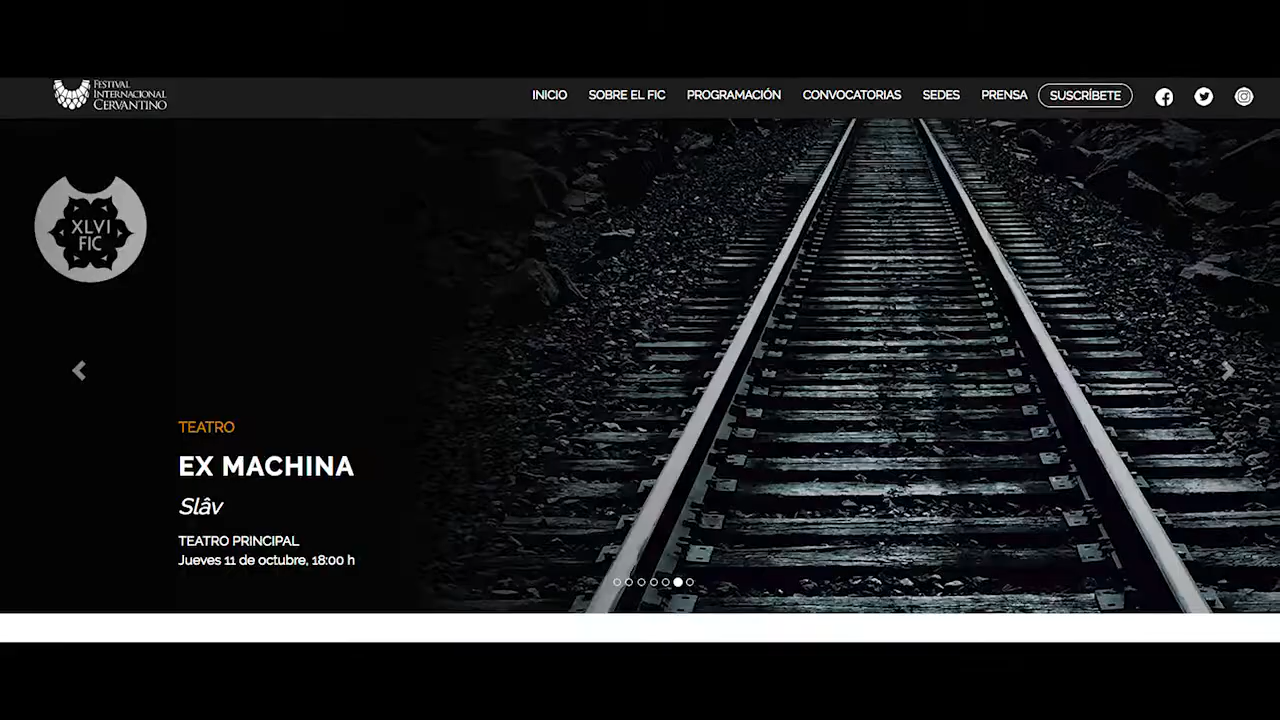 FESTIVAL
INTERNACIONAL
CERVANTINO
INICIO
SOBRE EL FIC
PROGRAMACIÓN
CONVOCATORIAS
SEDES
PRENSA
SUSCRÍBETE
XLVI
FIC
TEATRO
EX MACHINA
Slâv
TEATRO PRINCIPAL
Jueves 11 de octubre, 18:00 h